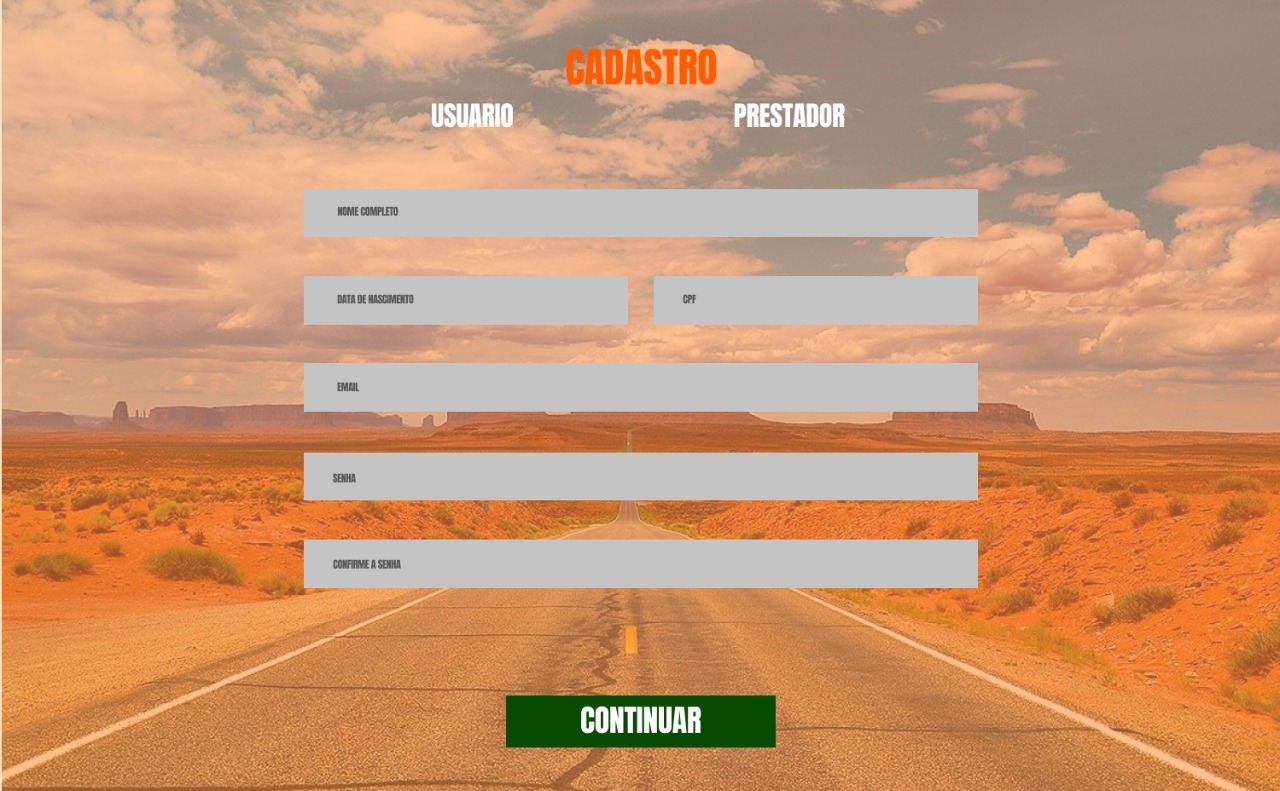 CADASTRO
USUARIO PRESTADOR
NOME COMPLETO
DATA DE NASCIMENTO CPF
EMAIL
SENHA
CONFIRME A SENHA
CONTINUAR